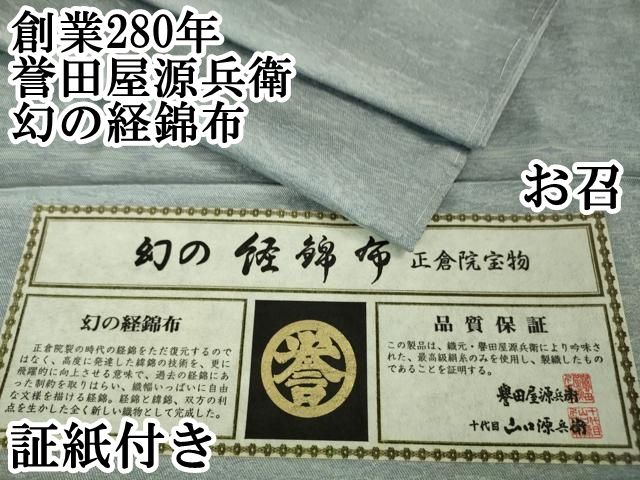 創業280年
誉田屋源兵衛
幻の経錦布
お召
幻の 経錦布 正倉院宝物
幻の経錦布
正倉院裂の時代の経錦をただ復元するので
はなく、高度に発達した緯錦の技術を、更に
飛躍的に向上させる意味で、過去の経錦にあ
った制約を取りはらい、織幅いっぱいに自由
な文様を描ける経錦。経錦と緯錦、双方の利
点を生かした全く新しい織物として完成した。
誉
品質保証
この製品は、織元・誉田屋源兵衛により吟味さ
れた、最高級絹糸のみを使用し、製織したもの
であることを証明する。
誉田屋源兵衛
十代目 山口源兵衛
証紙付き